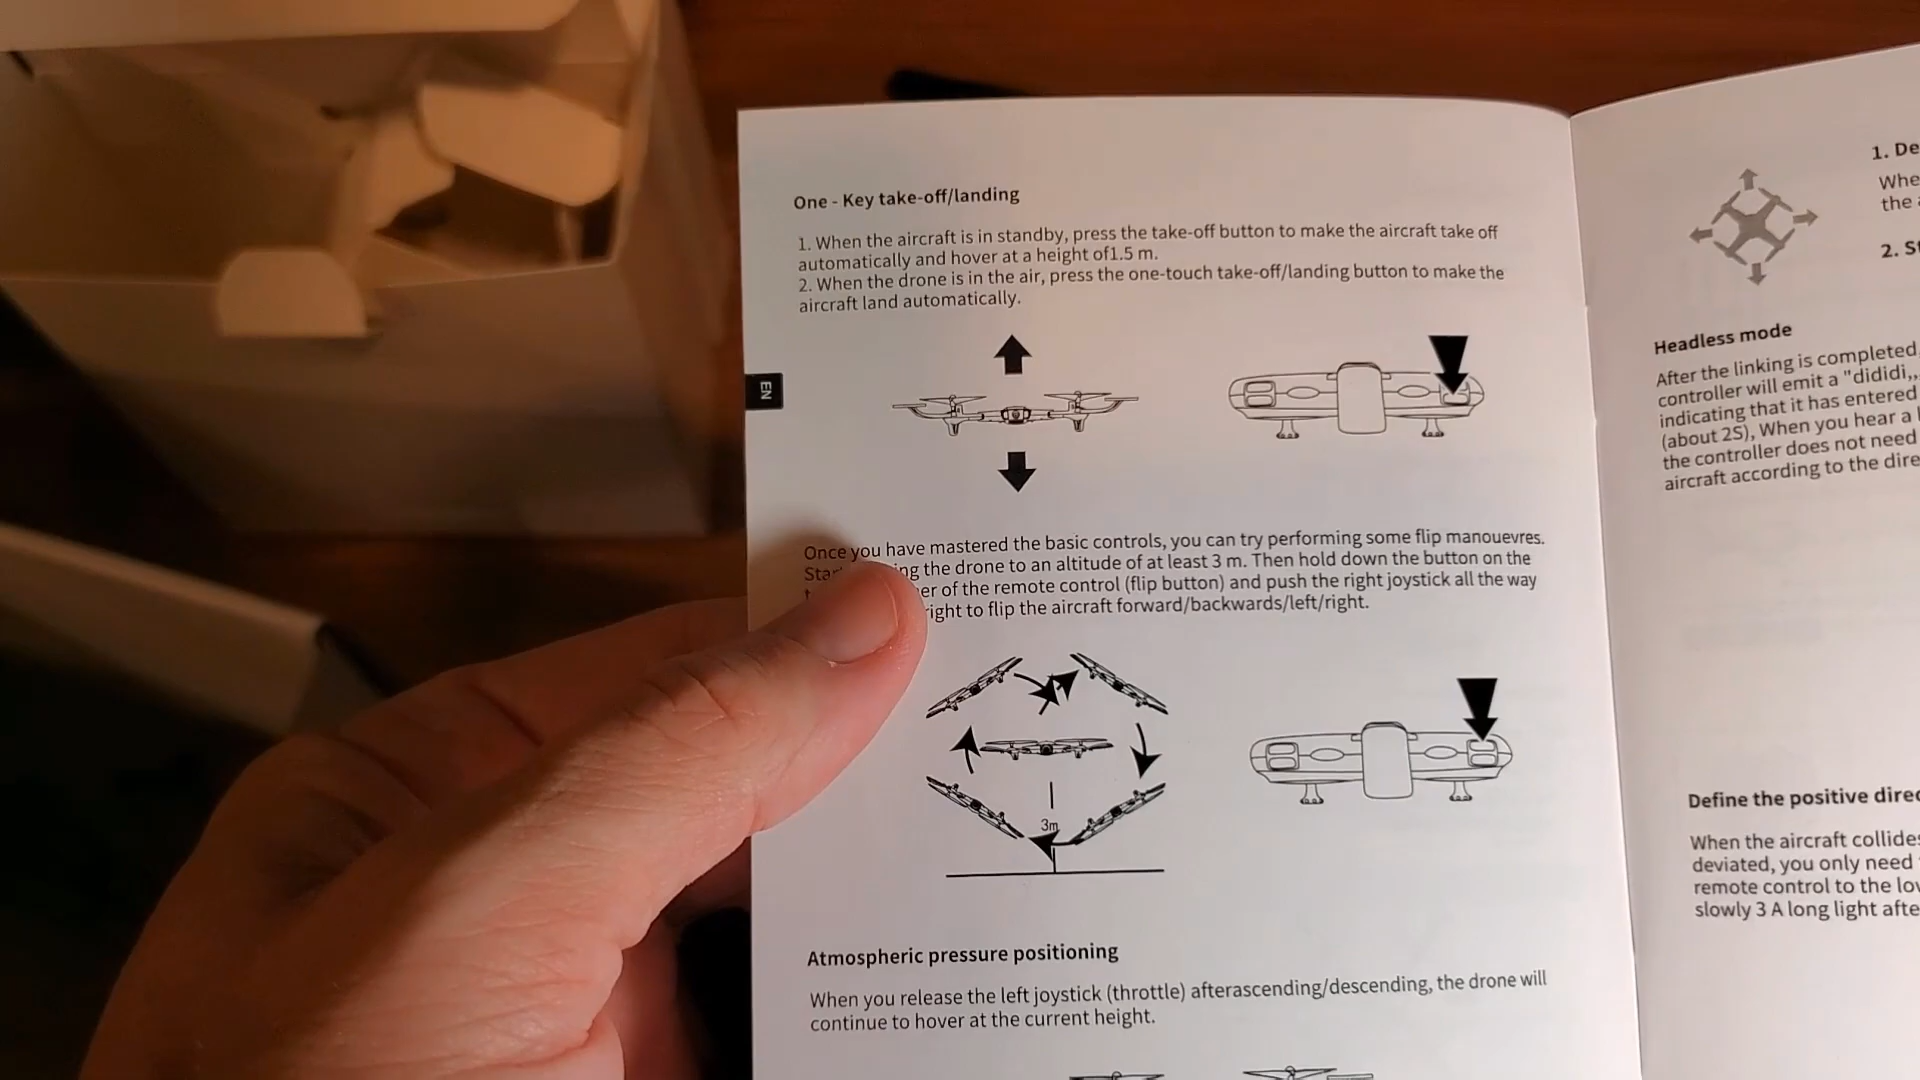 One - Key take-off/landing
1. When the aircraft is in standby, press the take-off button to make the aircraft take off
automatically and hover at a height of1.5 m.
2. When the drone is in the air, press the one-touch take-off/landing button to make the
aircraft land automatically.
EN
Once you have mastered the basic controls, you can try performing some flip manouevres.
the drone to an altitude of at least 3 m. Then hold down the button on the
of the remote control (flip button) and push the right joystick all the way
right to flip the aircraft forward/backwards/left/right.
3m
Atmospheric pressure positioning
When you release the left joystick (throttle) afterascending/descending, the drone will
continue to hover at the current height.
1. De
Whe
the
2. St
Headless mode
After the linking is completed,
controller will emit a "dididi,,
indicating that it has entered
(about 2S), When you hear a
the controller does not need
aircraft according to the dire
Define the positive direc
When the aircraft collides
deviated, you only need
remote control to the lov
slowly 3 A long light afte